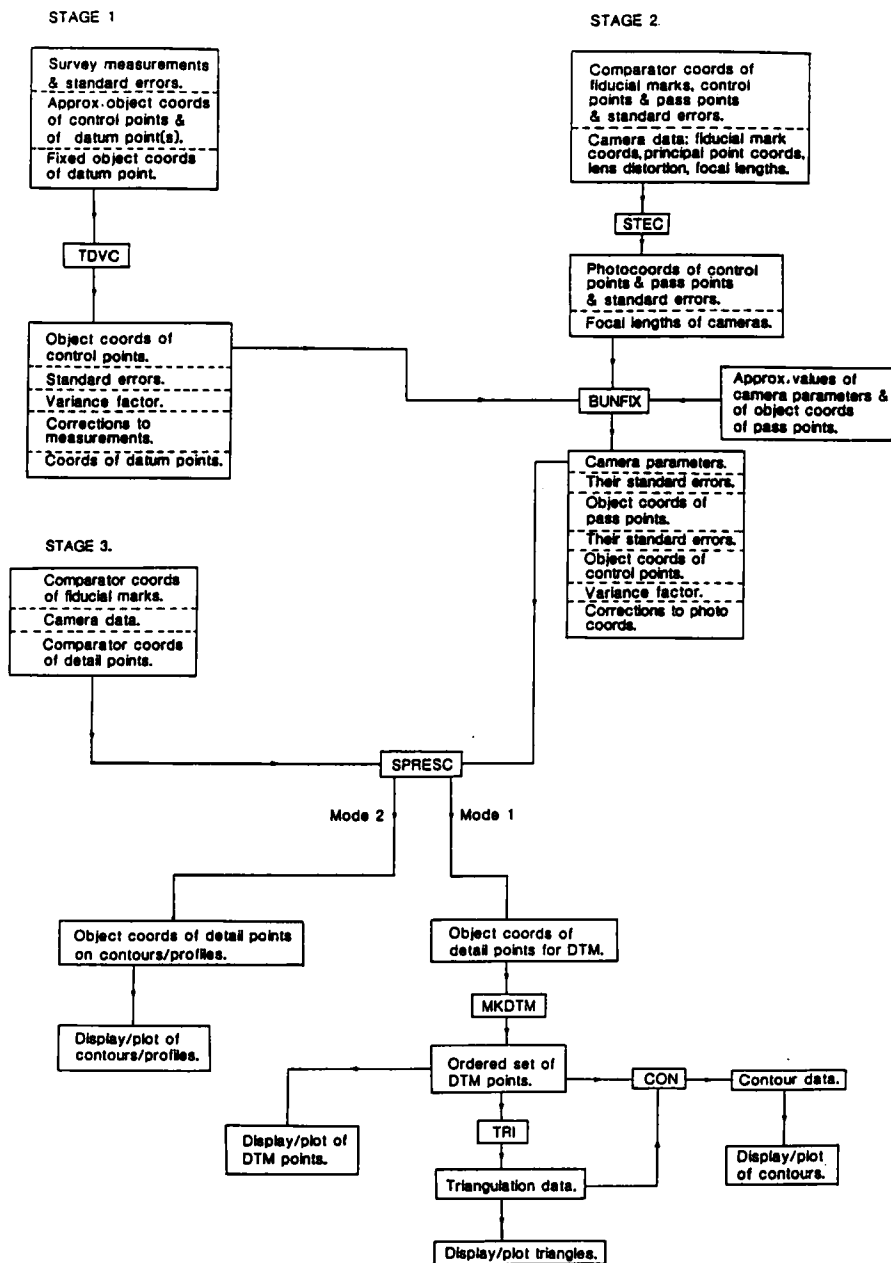 STAGE 1
Survey measurements
& standard errors.
Approx. object coords
of control points &
of datum point(s).
Fixed object coords
of datum point.
TDVC
Object coords of
control points.
Standard errors.
Variance factor.
Corrections to
measurements.
Coords of datum points.
STAGE 2
Comparator coords of
fiducial marks, control
points & pass points
& standard errors.
Camera data: fiducial mark
coords, principal point coords,
lens distortion, focal lengths.
STEC
Photocoords of control
points & pass points
& standard errors.
Focal lengths of cameras.
BUNFIX
Approx. values of
camera parameters &
of object coords
of pass points.
Camera parameters.
Their standard errors.
Object coords of
pass points.
Their standard errors.
Object coords of
control points.
Variance factor.
Corrections to photo
coords.
STAGE 3.
Comparator coords
of fiducial marks.
Camera data.
Comparator coords
of detail points.
SPRESC
Mode 2
Mode 1
Object coords of detail points
on contours/profiles.
Display/plot of
contours/profiles.
Object coords of
detail points for DTM.
MKDTM
Ordered set of
DTM points.
CON
Contour data.
Display/plot of
DTM points.
TRI
Display/plot
of contours.
Triangulation data.
Display/plot triangles.